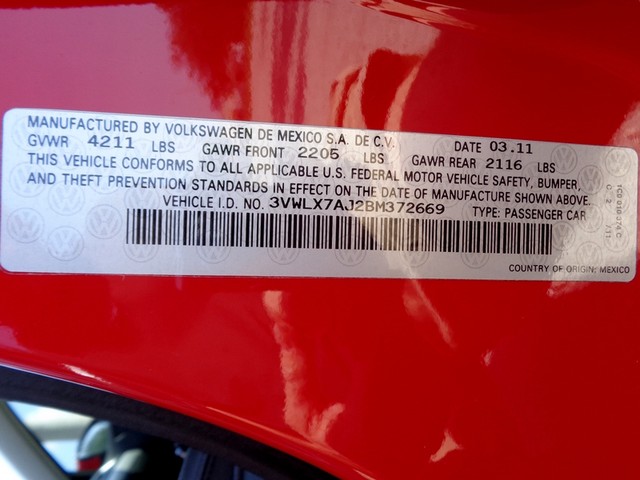 MANUFACTURED BY VOLKSWAGEN DE MEXICO S.A. DE C.V. DATE 03.11
GVWR 4211 LBS GAWR FRONT 2205 LBS GAWR REAR 2116 LBS
THIS VEHICLE CONFORMS TO ALL APPLICABLE U.S. FEDERAL MOTOR VEHICLE SAFETY, BUMPER,
AND THEFT PREVENTION STANDARDS IN EFFECT ON THE DATE OF MANUFACTURE SHOWN ABOVE.
VEHICLE I.D. NO. 3VWLX7AJ2BM372669 TYPE: PASSENGER CAR
COUNTRY OF ORIGIN: MEXICO